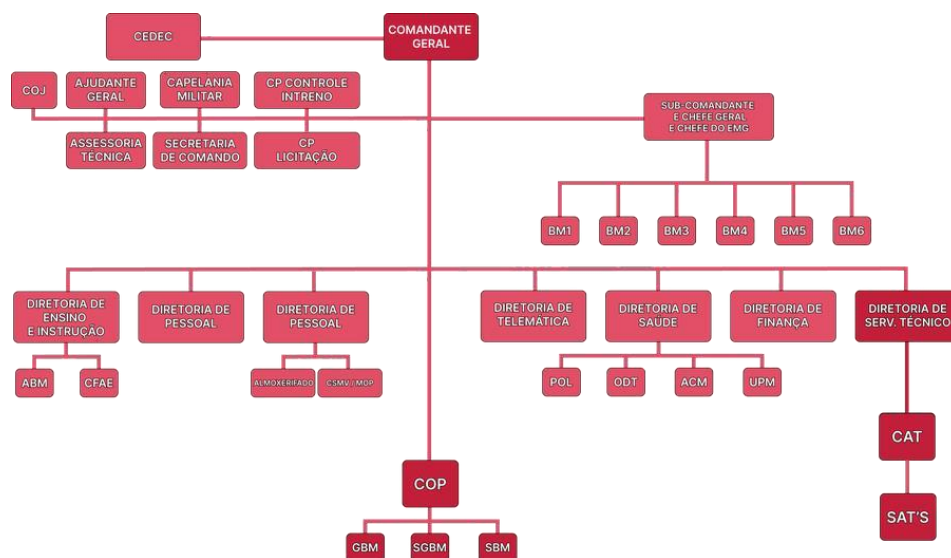 CEDEC
COMANDANTE
GERAL
COJ
AJUDANTE
GERAL
CAPELANIA
MILITAR
CP CONTROLE
INTRENO
ASSESSORIA
TÉCNICA
SECRETARIA
DE COMANDO
CP
LICITAÇÃO
SUB-COMANDANTE
E CHEFE GERAL
E CHEFE DO EMG
BM1
BM2
BM3
BM4
BM5
BM6
DIRETORIA DE
ENSINO
E INSTRUÇÃO
DIRETORIA DE
PESSOAL
DIRETORIA DE
PESSOAL
DIRETORIA DE
TELEMÁTICA
DIRETORIA DE
SAÚDE
DIRETORIA DE
FINANÇA
DIRETORIA DE
SERV. TÉCNICO
ABM
CFAE
ALMOXERIFADO
CSMV / MOP
POL
ODT
ACM
UPM
CAT
SAT'S
COP
GBM
SGBM
SBM